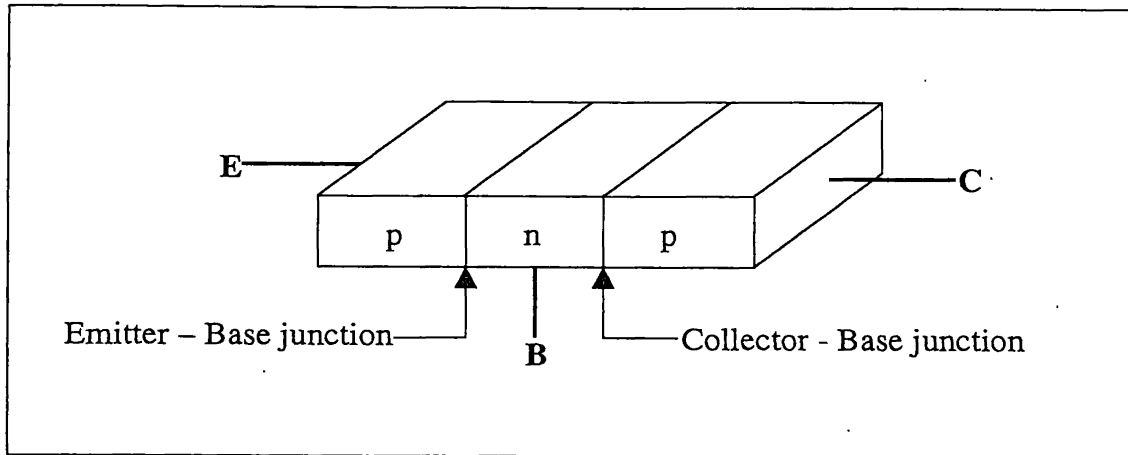 E
C
p n p
Emitter – Base junction
B
Collector - Base junction